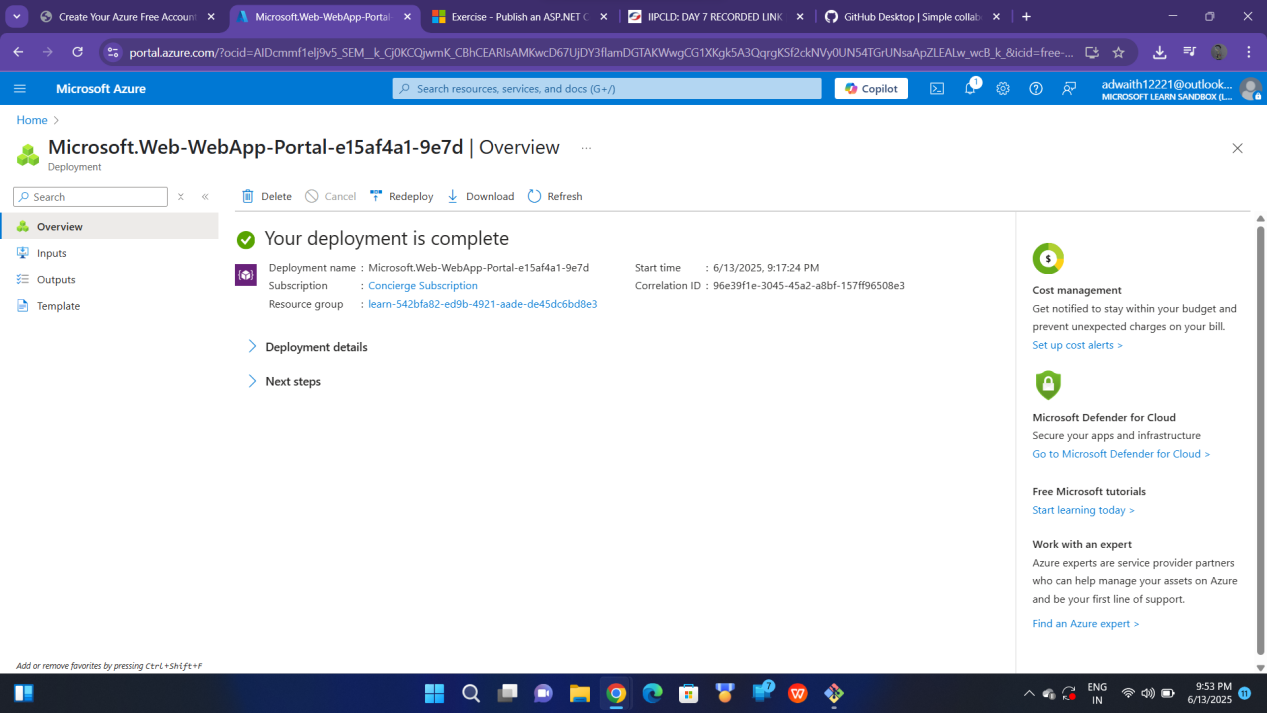 Create Your Azure Free Account
Microsoft.Web-WebApp-Portal-
Exercise - Publish an ASP.NET C
IIPCLD: DAY 7 RECORDED LINK
GitHub Desktop | Simple collab
Microsoft Azure
Search resources, services, and docs (G+/)
Copilot
1
adwaith12221@outlook...
MICROSOFT LEARN SANDBOX (L...
Home
Microsoft.Web-WebApp-Portal-e15af4a1-9e7d | Overview
Deployment
Search
Delete
Cancel
Redeploy
Download
Refresh
Overview
Inputs
Outputs
Template
Your deployment is complete
Deployment name : Microsoft.Web-WebApp-Portal-e15af4a1-9e7d
Subscription : Concierge Subscription
Resource group : learn-542bfa82-ed9b-4921-aade-de45dc6bd8e3
Start time : 6/13/2025, 9:17:24 PM
Correlation ID : 96e39f1e-3045-45a2-a8bf-157ff96508e3
Deployment details
Next steps
$
Cost management
Get notified to stay within your budget and
prevent unexpected charges on your bill.
Set up cost alerts >
Microsoft Defender for Cloud
Secure your apps and infrastructure
Go to Microsoft Defender for Cloud >
Free Microsoft tutorials
Start learning today >
Work with an expert
Azure experts are service provider partners
who can help manage your assets on Azure
and be your first line of support.
Find an Azure expert >
Add or remove favorites by pressing Ctrl+Shift+F
7
W
ENG
IN
9:53 PM
6/13/2025
11